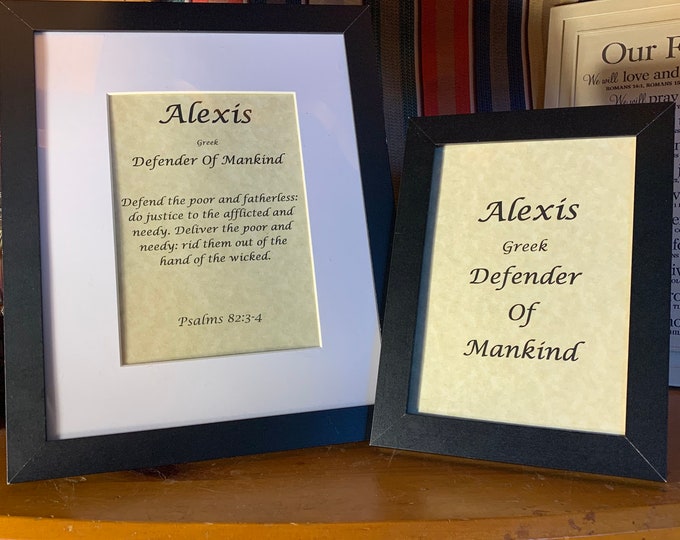 Alexis
Greek
Defender Of Mankind
Defend the poor and fatherless:
do justice to the afflicted and
needy. Deliver the poor and
needy: rid them out of the
hand of the wicked.
Psalms 82:3-4
Alexis
Greek
Defender
Of
Mankind
Our F
We will love and
We will pray